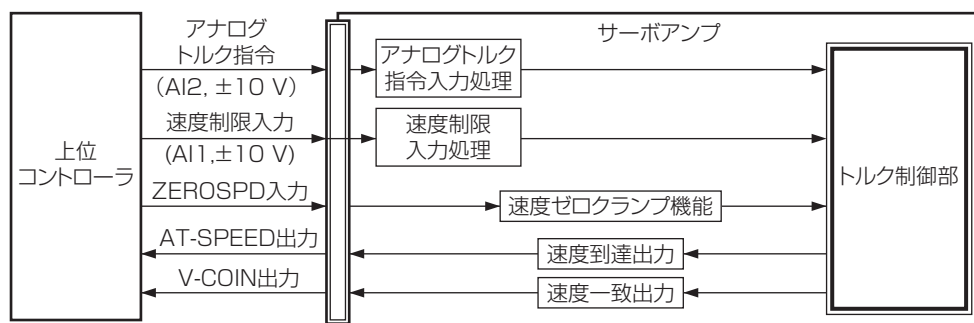 サーボアンプ
アナログ
トルク指令
(AI2, ±10 V)
アナログトルク
指令入力処理
速度制限入力
(AI1,±10 V)
速度制限
入力処理
上位
コントローラ
トルク制御部
ZEROSPD入力
速度ゼロクランプ機能
AT-SPEED出力
速度到達出力
V-COIN出力
速度一致出力